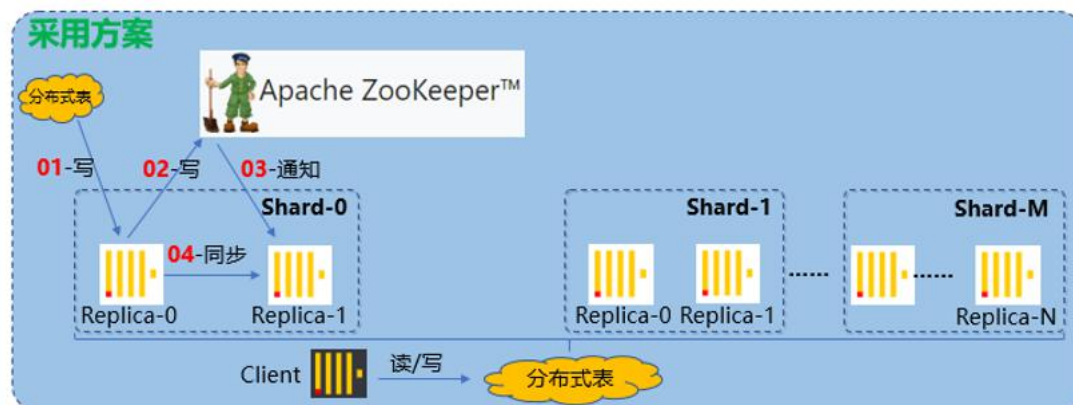 采用方案
Apache ZooKeeper™
分布式表
01-写
02-写
03-通知
Shard-0
Shard-1
Shard-M
04-同步
......
......
Replica-0
Replica-1
Replica-0
Replica-1
Replica-N
Client
读/写
分布式表